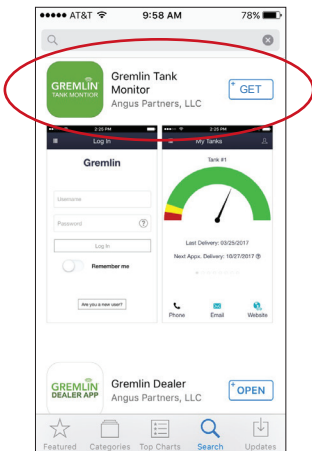 AT&T 9:58 AM 78%
GREMLIN
TANK MONTIOR
Gremlin Tank
Monitor
Angus Partners, LLC
+ GET
2:25 PM
Log In
Gremlin
Username
Password
Log In
Remember me
Are you a new user?
2:25 PM
My Tanks
Tank #1
Last Delivery: 03/25/2017
Next Appx. Delivery: 10/27/2017
Phone Email Website
GREMLIN
DEALER APP
Gremlin Dealer
Angus Partners, LLC
+ OPEN
Featured Categories Top Charts Search Updates